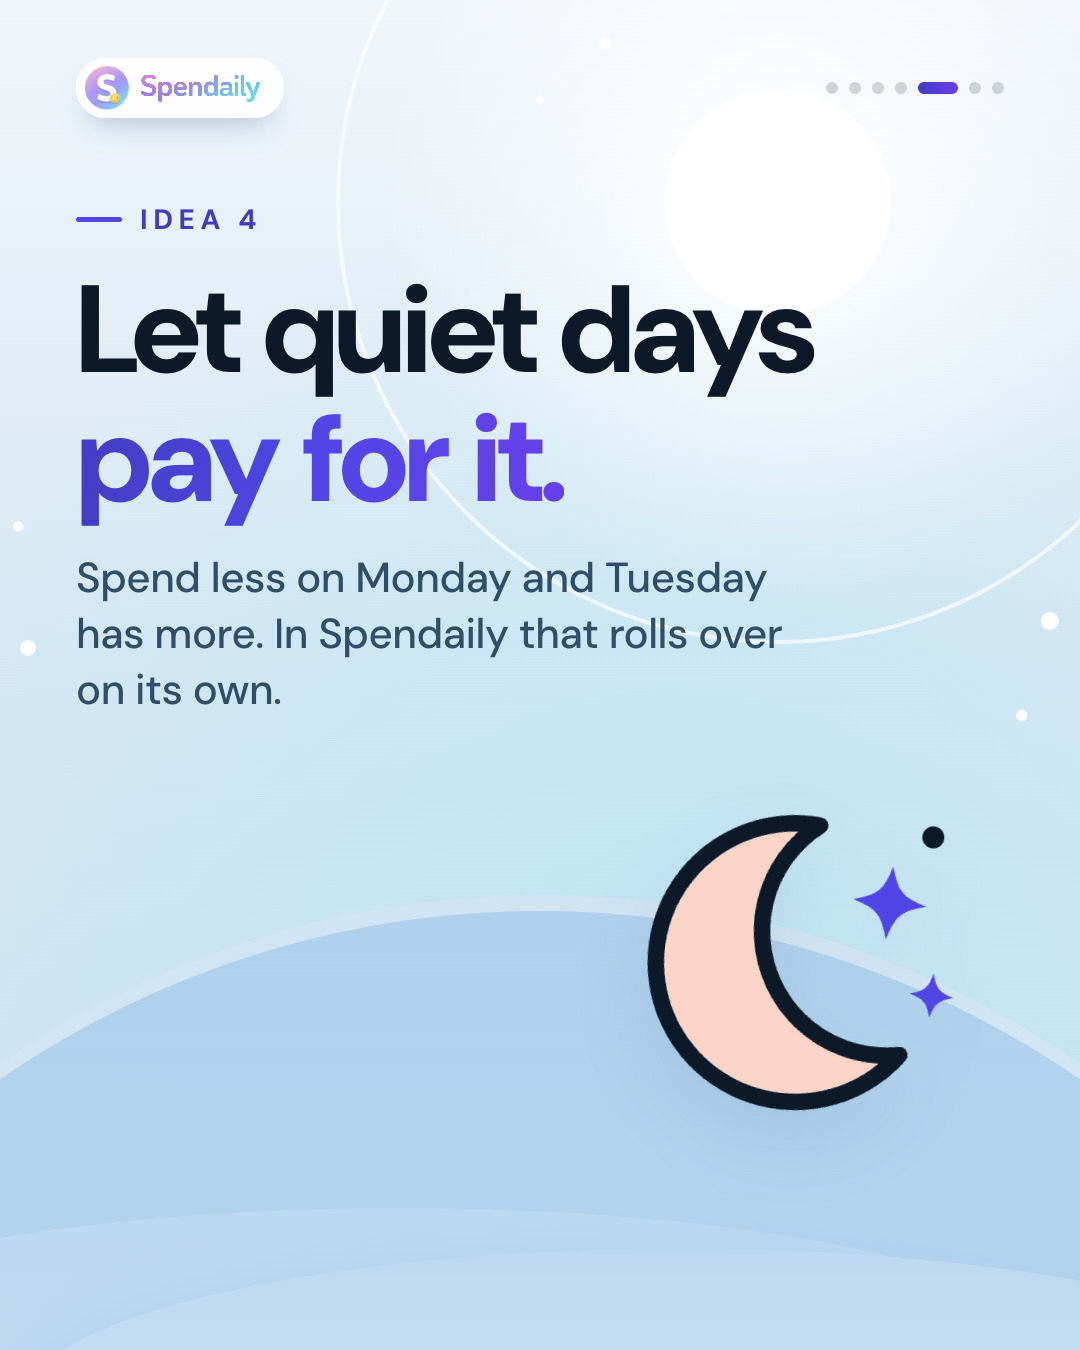 Spendaily
IDEA 4
Let quiet days
pay for it.
Spend less on Monday and Tuesday
has more. In Spendaily that rolls over
on its own.